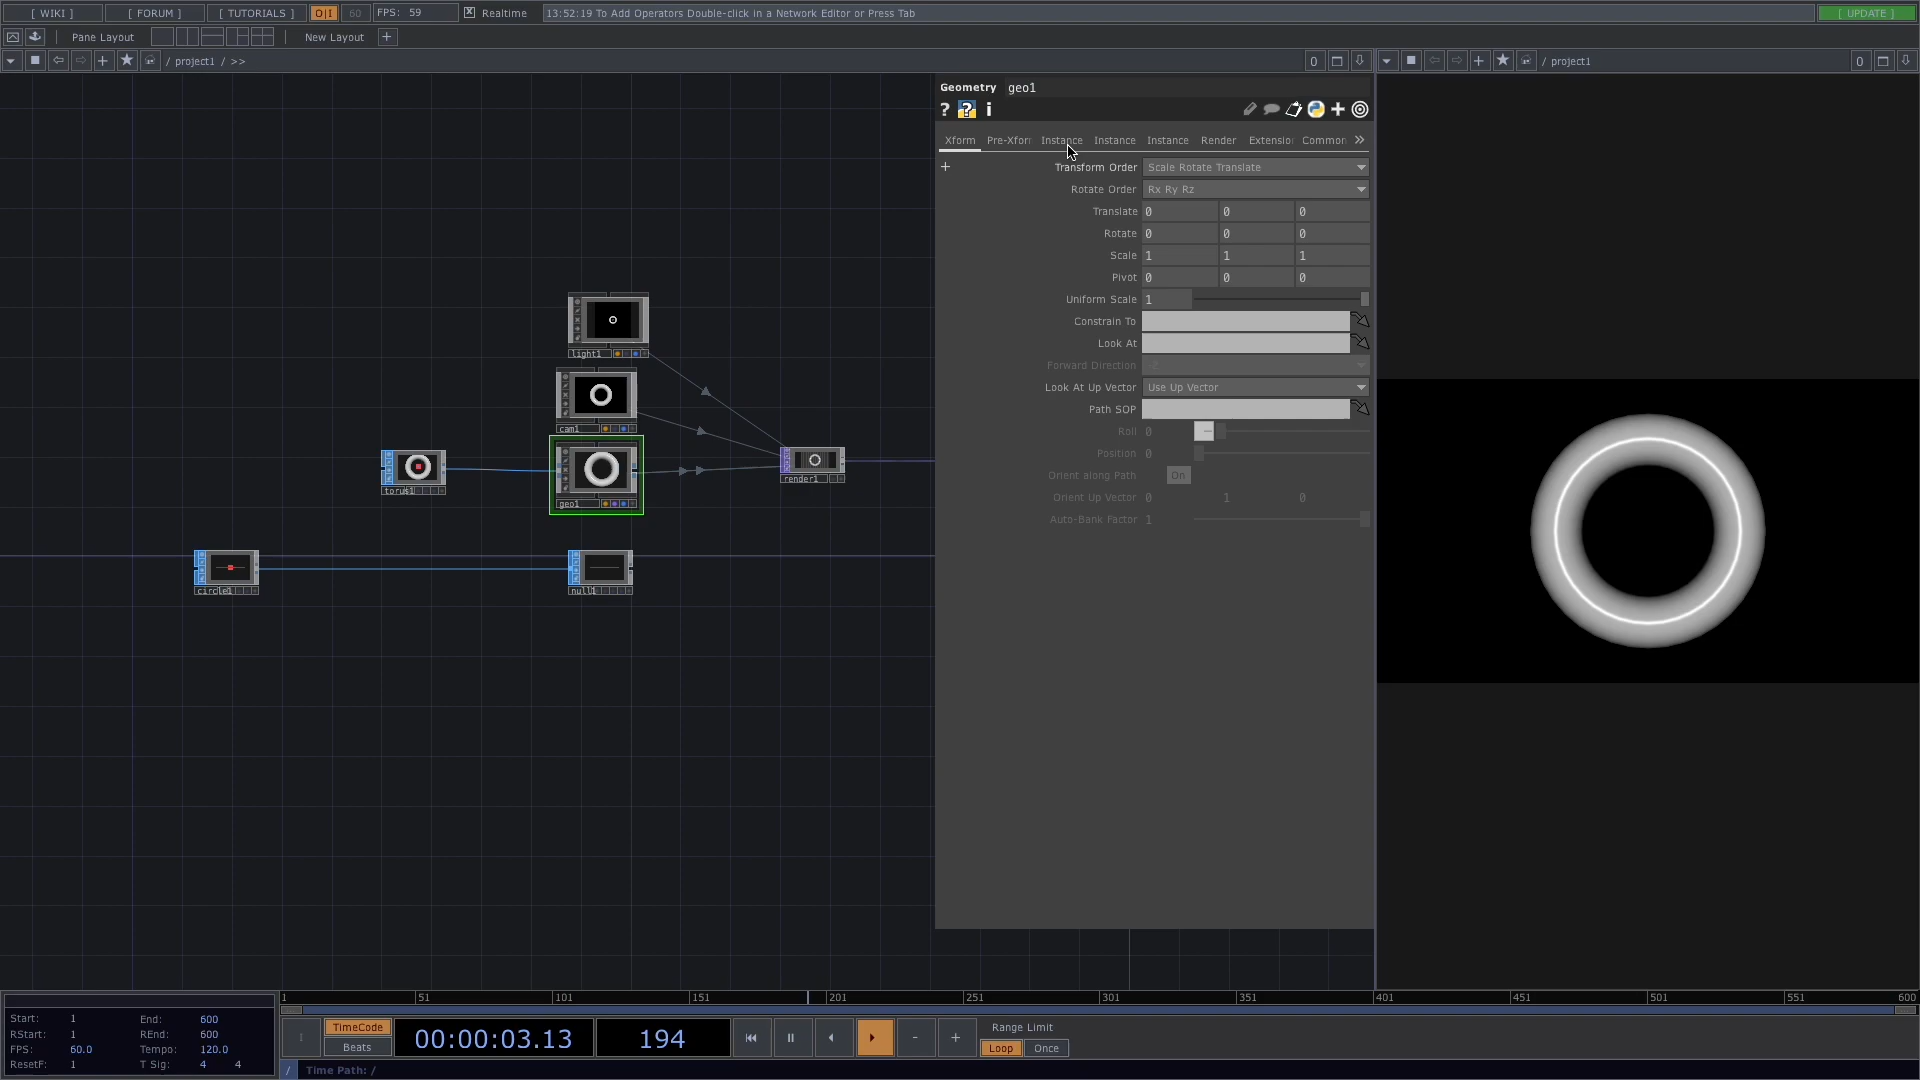 [ WIKI ] [ FORUM ] [ TUTORIALS ] O|I 60 FPS: 59 Realtime 13:52:19 To Add Operators Double-click in a Network Editor or Press Tab [ UPDATE ]
Pane Layout New Layout +
/ project1 / >> 0 / project1 0
Geometry geo1
? ? i
Xform Pre-Xfor Instance Instance Instance Render Extensio Common
+ Transform Order Scale Rotate Translate
Rotate Order Rx Ry Rz
Translate 0 0 0
Rotate 0 0 0
Scale 1 1 1
Pivot 0 0 0
Uniform Scale 1
Constrain To
Look At
Forward Direction -Z
Look At Up Vector Use Up Vector
Path SOP
Roll 0
Position 0
Orient along Path On
Orient Up Vector 0 1 0
Auto-Bank Factor 1
light1
cam1
render1
torus1
geo1
circle1 null1
1 51 101 151 201 251 301 351 401 451 501 551 600
Start: 1 End: 600
RStart: 1 REnd: 600
FPS: 60.0 Tempo: 120.0
ResetF: 1 T Sig: 4 4
TimeCode
Beats
00:00:03.13 194 - +
Range Limit
Loop Once
/ Time Path: /